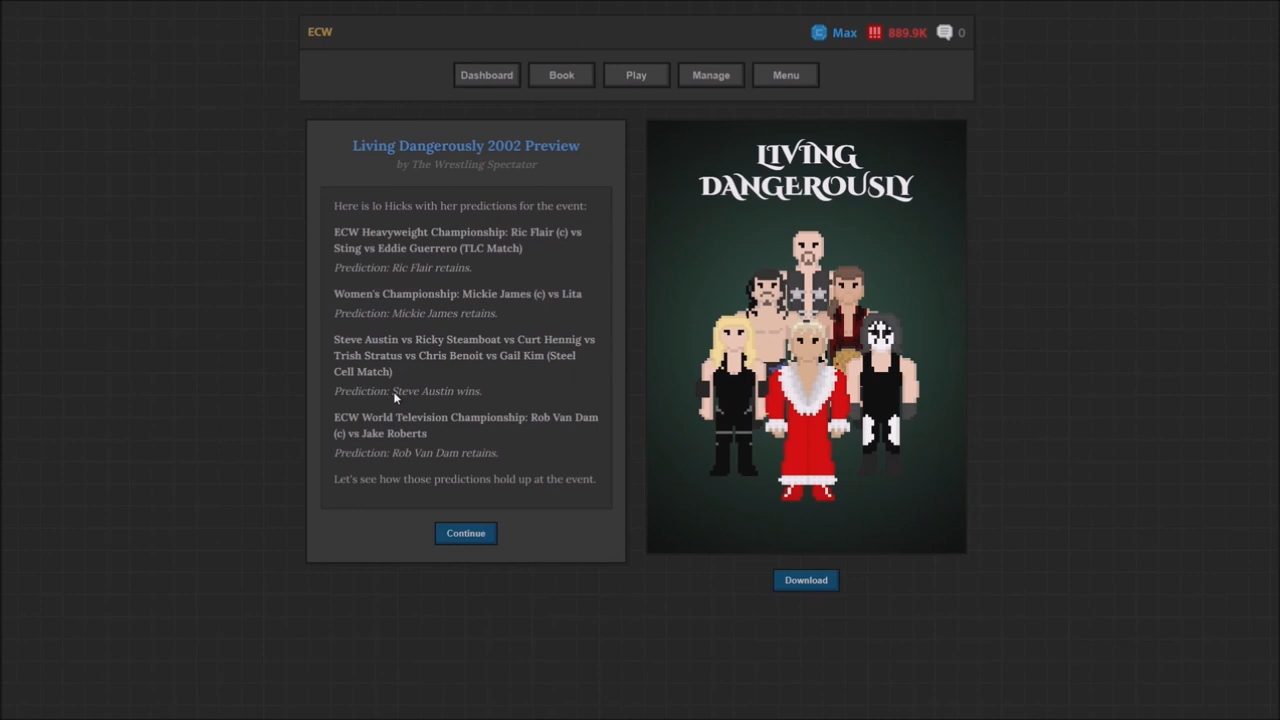 ECW
Max
889.9K
0
Dashboard
Book
Play
Manage
Menu
Living Dangerously 2002 Preview
by The Wrestling Spectator
Here is Io Hicks with her predictions for the event:
ECW Heavyweight Championship: Ric Flair (c) vs
Sting vs Eddie Guerrero (TLC Match)
Prediction: Ric Flair retains.
Women's Championship: Mickie James (c) vs Lita
Prediction: Mickie James retains.
Steve Austin vs Ricky Steamboat vs Curt Hennig vs
Trish Stratus vs Chris Benoit vs Gail Kim (Steel
Cell Match)
Prediction: Steve Austin wins.
ECW World Television Championship: Rob Van Dam
(c) vs Jake Roberts
Prediction: Rob Van Dam retains.
Let's see how those predictions hold up at the event.
Continue
LIVING
DANGEROUSLY
Download